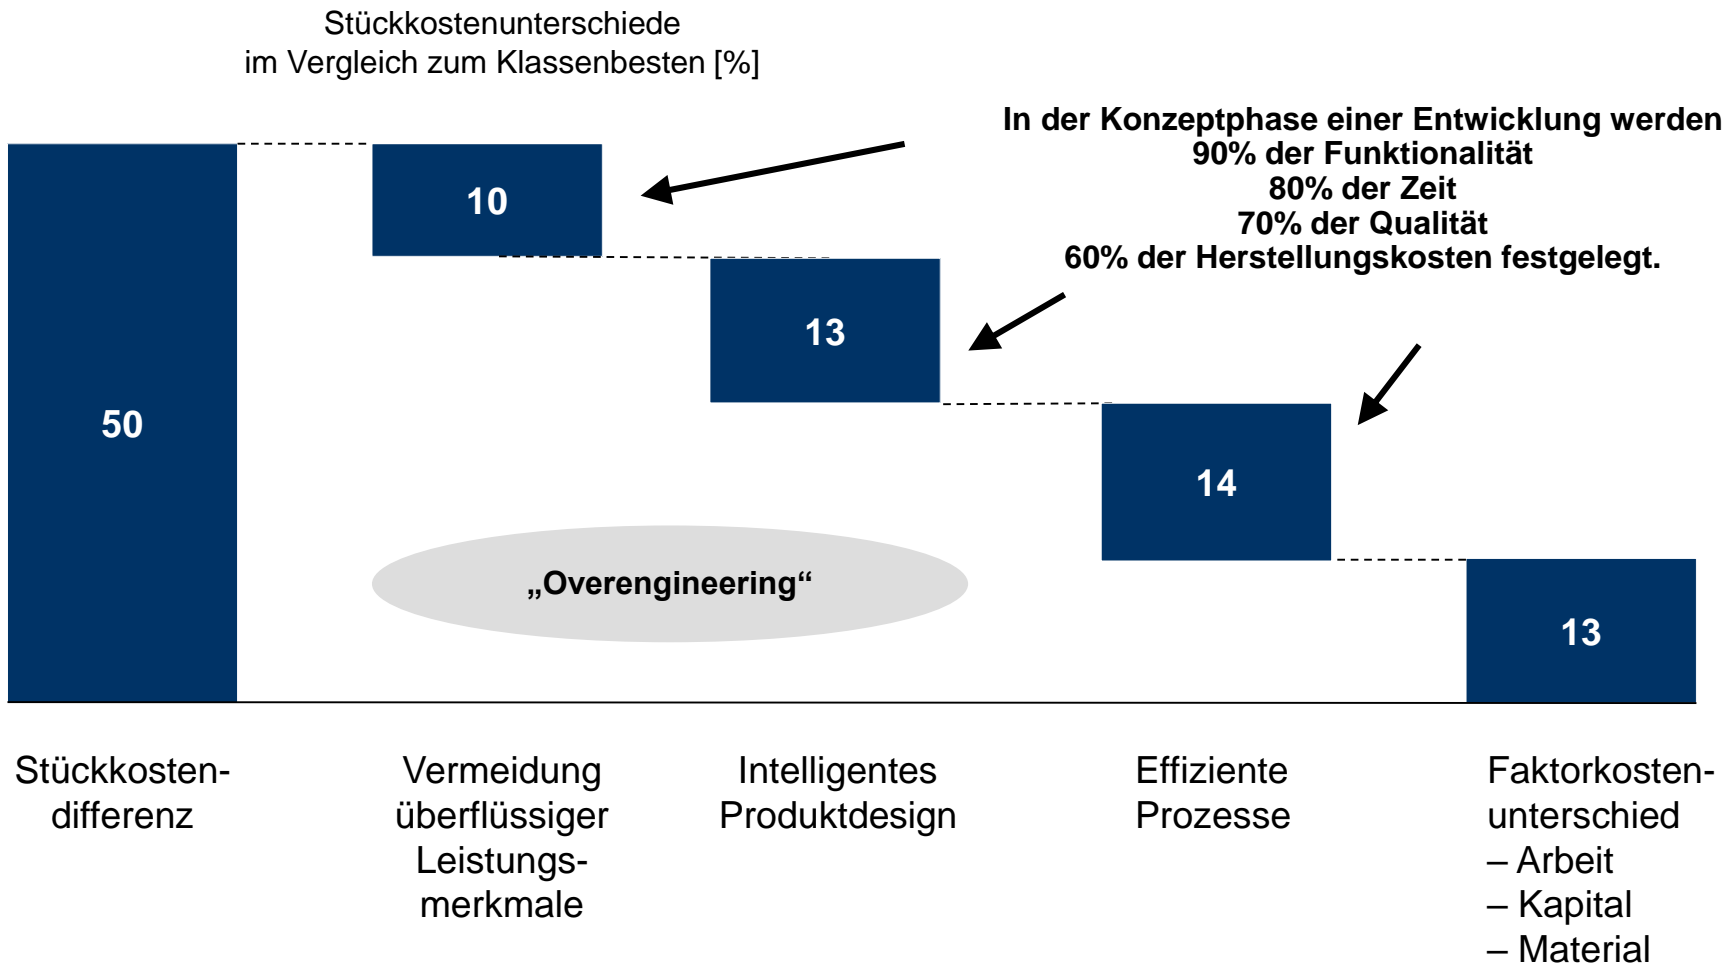 Stückkostenunterschiede
im Vergleich zum Klassenbesten [%]
In der Konzeptphase einer Entwicklung werden
90% der Funktionalität
80% der Zeit
70% der Qualität
60% der Herstellungskosten festgelegt.
50
10
13
14
13
„Overengineering“
Stückkosten-
differenz
Vermeidung
überflüssiger
Leistungs-
merkmale
Intelligentes
Produktdesign
Effiziente
Prozesse
Faktorkosten-
unterschied
– Arbeit
– Kapital
– Material